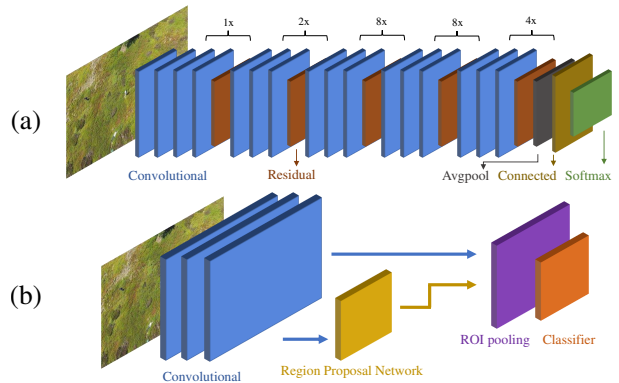 1x 2x 8x 8x 4x
(a)
Convolutional Residual Avgpool Connected Softmax
(b)
ROI pooling Classifier
Region Proposal Network
Convolutional